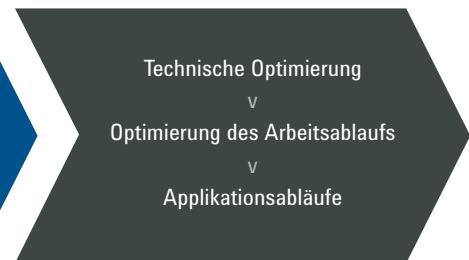 Technische Optimierung
v
Optimierung des Arbeitsablaufs
v
Applikationsabläufe